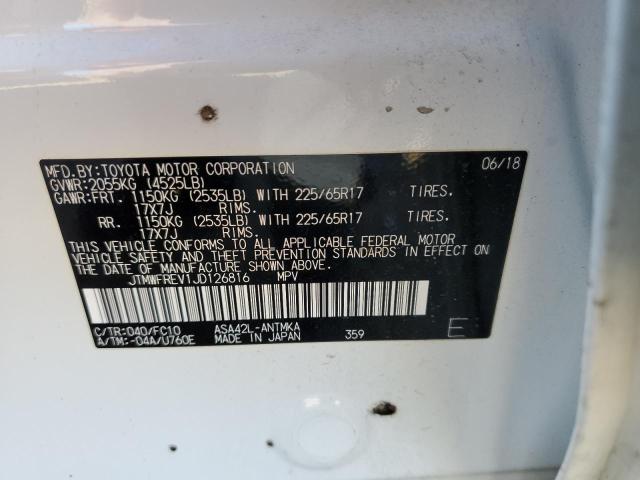 MFD.BY:TOYOTA MOTOR CORPORATION 06/18
GVWR:2055KG (4525LB)
GAWR:FRT. 1150KG (2535LB) WITH 225/65R17 TIRES.
17X7J RIMS.
RR. 1150KG (2535LB) WITH 225/65R17 TIRES.
17X7J RIMS.
THIS VEHICLE CONFORMS TO ALL APPLICABLE FEDERAL MOTOR
VEHICLE SAFETY AND THEFT PREVENTION STANDARDS IN EFFECT ON
THE DATE OF MANUFACTURE SHOWN ABOVE.
JTMWFREV1JD126816 MPV
C/TR:040/FC10 ASA42L-ANTMKA 359 E
A/TM:-04A/U760E MADE IN JAPAN